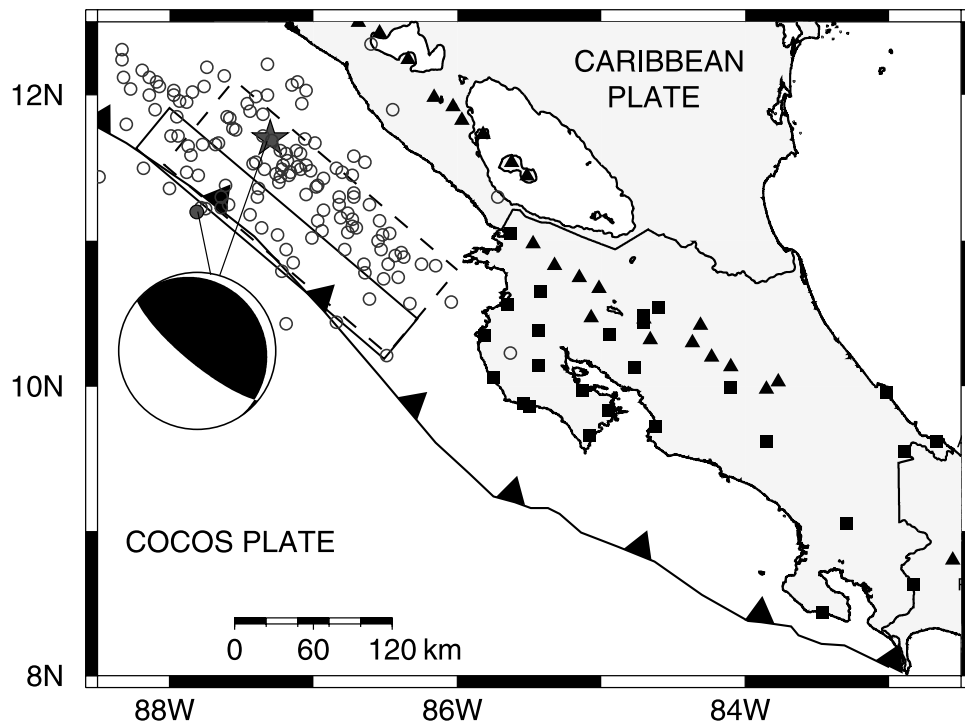 12N
CARIBBEAN
PLATE
10N
COCOS PLATE
0 60 120 km
8N
88W 86W 84W